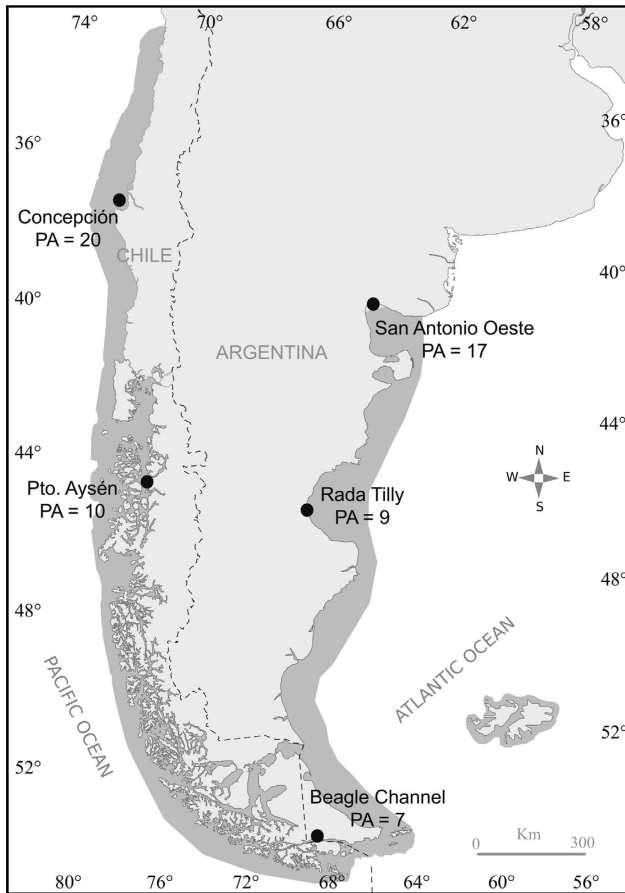 74° 70° 66° 62° 58°
36° 36°
Concepción
PA = 20
CHILE
40° 40°
San Antonio Oeste
PA = 17
ARGENTINA
44° 44°
N
W E
S
Pto. Aysén
PA = 10
Rada Tilly
PA = 9
48° 48°
PACIFIC OCEAN
ATLANTIC OCEAN
52° 52°
Beagle Channel
PA = 7
0 Km 300
80° 76° 72° 68° 64° 60° 56°